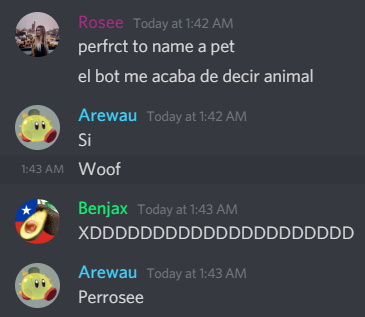 Rosee Today at 1:42 AM
perfrct to name a pet
el bot me acaba de decir animal
Arewau Today at 1:42 AM
Si
1:43 AM Woof
Benjax Today at 1:43 AM
XDDDDDDDDDDDDDDDDDDDDD
Arewau Today at 1:43 AM
Perrosee